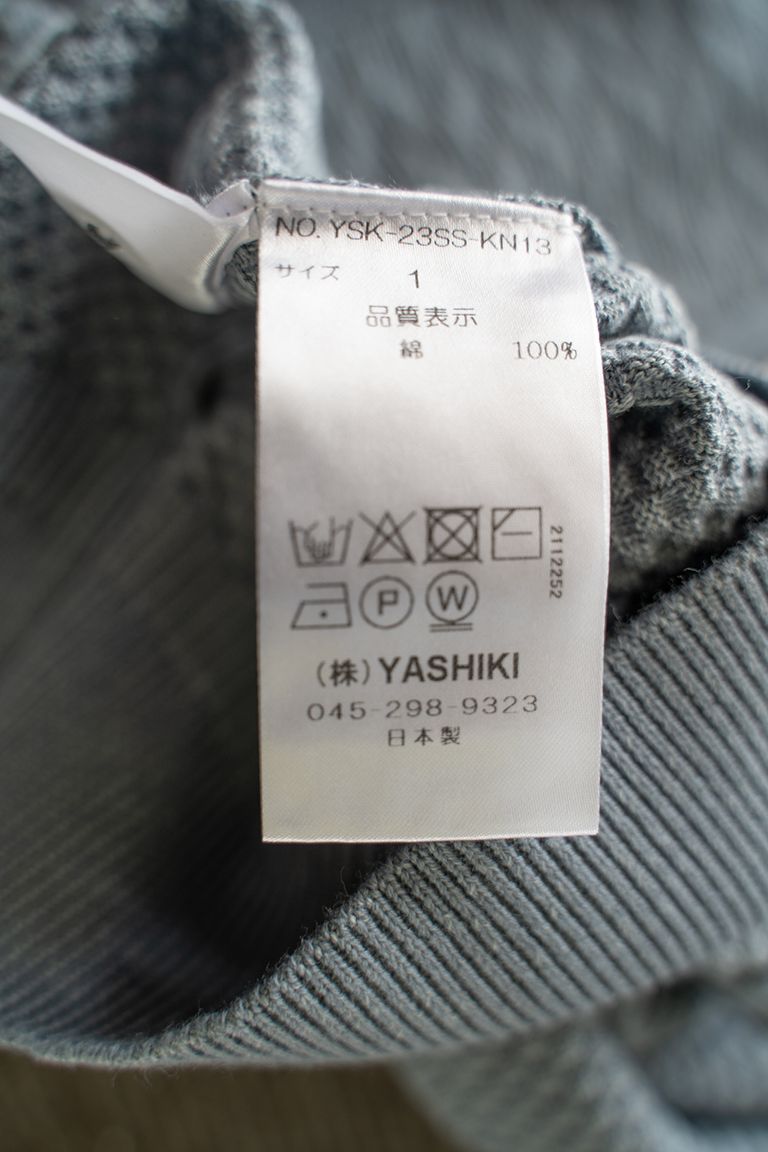 NO. YSK-23SS-KN13
サイズ 1
品質表示
綿 100%
2112252
P W
(株) YASHIKI
045-298-9323
日本製